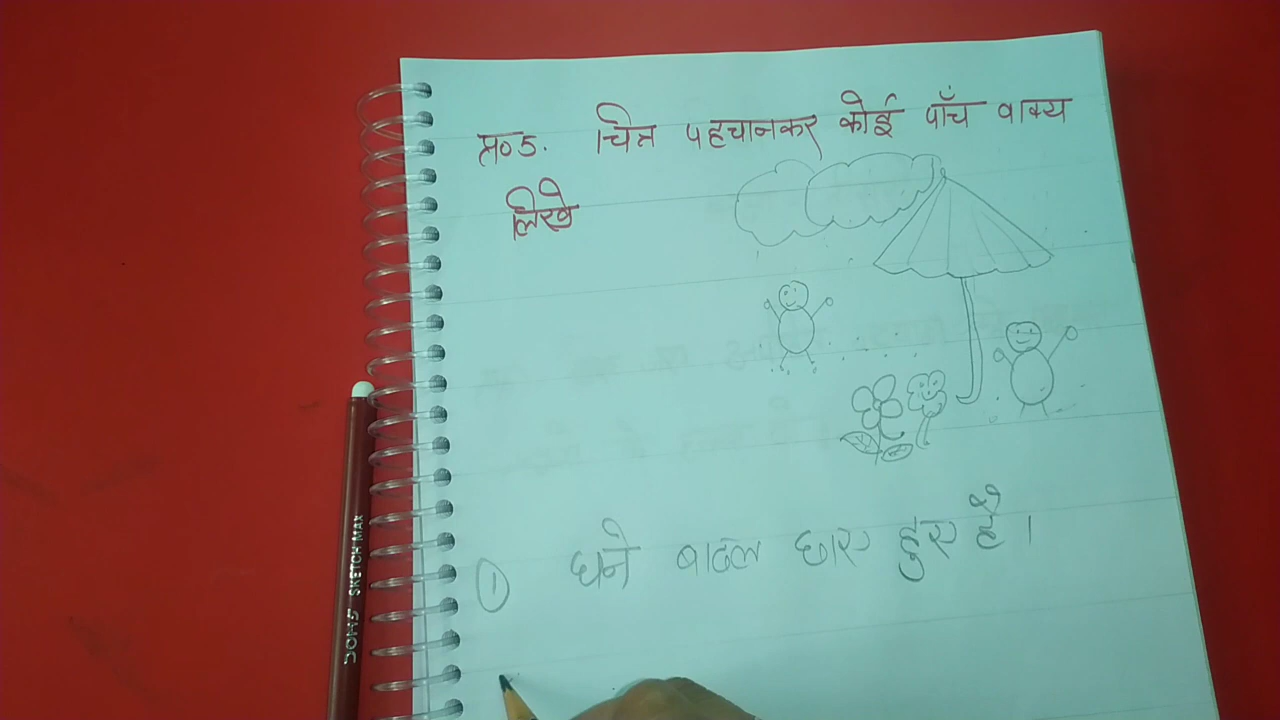 प्र०5. चित्र पहचानकर कोई पाँच वाक्य
लिखे
① घने बादल छाए हुए हैं।
DOMS SKETCH MAX